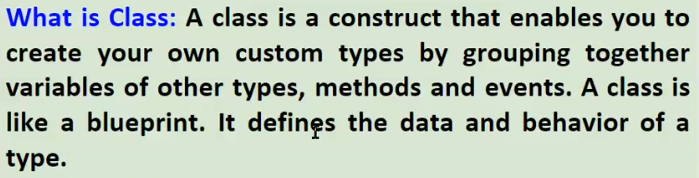 What is Class: A class is a construct that enables you to
create your own custom types by grouping together
variables of other types, methods and events. A class is
like a blueprint. It defines the data and behavior of a
type.